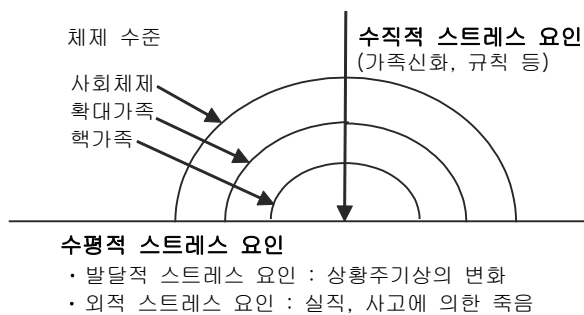 체제 수준
수직적 스트레스 요인
(가족신화, 규칙 등)
사회체제
확대가족
핵가족
수평적 스트레스 요인
· 발달적 스트레스 요인 : 상황주기상의 변화
· 외적 스트레스 요인 : 실직, 사고에 의한 죽음